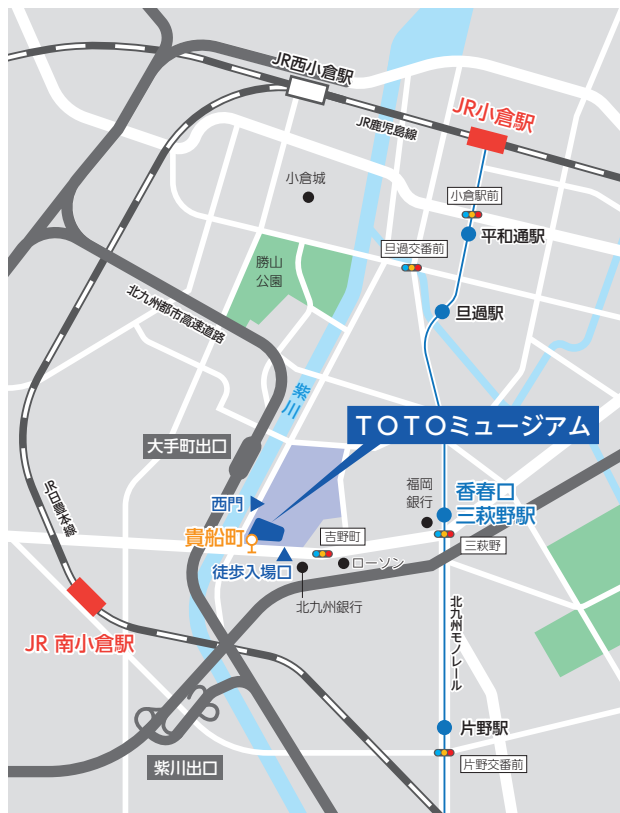 JR西小倉駅
JR小倉駅
JR鹿児島線
小倉城
小倉駅前
平和通駅
旦過交番前
勝山
公園
北九州都市高速道路
旦過駅
紫川
TOTOミュージアム
大手町出口
福岡
銀行
香春口
三萩野駅
JR日豊本線
西門
貴船町
吉野町
三萩野
徒歩入場口
ローソン
北九州銀行
北九州モノレール
JR 南小倉駅
片野駅
紫川出口
片野交番前